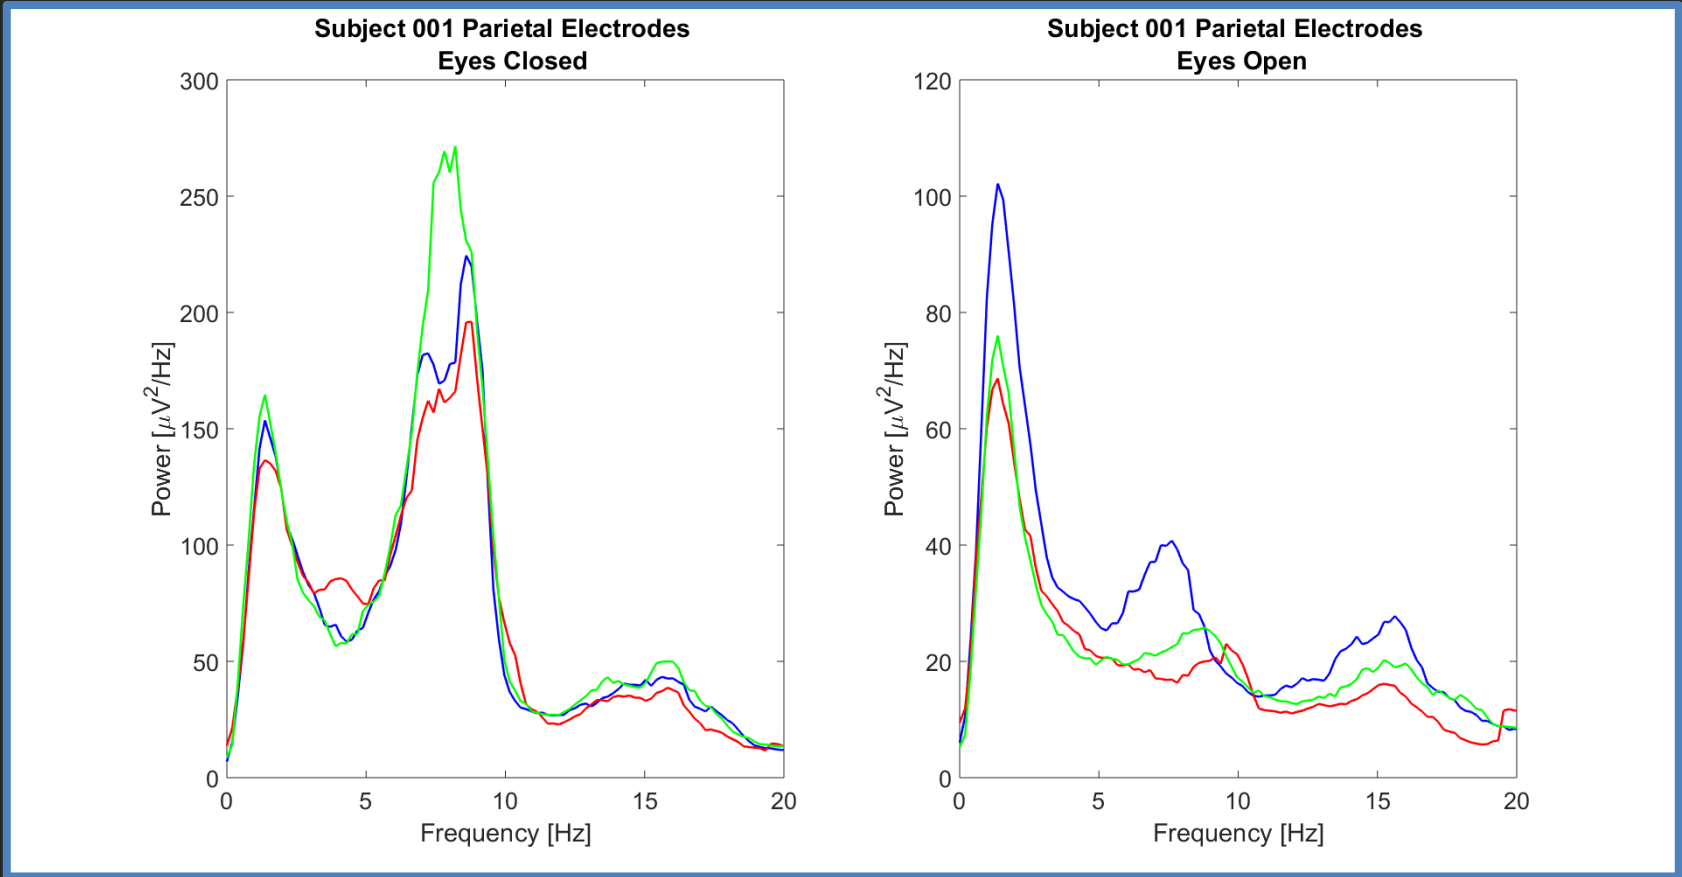 Subject 001 Parietal Electrodes
Eyes Closed
300
250
200
150
100
50
0
0 5 10 15 20
Power [μV²/Hz]
Frequency [Hz]
Subject 001 Parietal Electrodes
Eyes Open
120
100
80
60
40
20
0
0 5 10 15 20
Power [μV²/Hz]
Frequency [Hz]